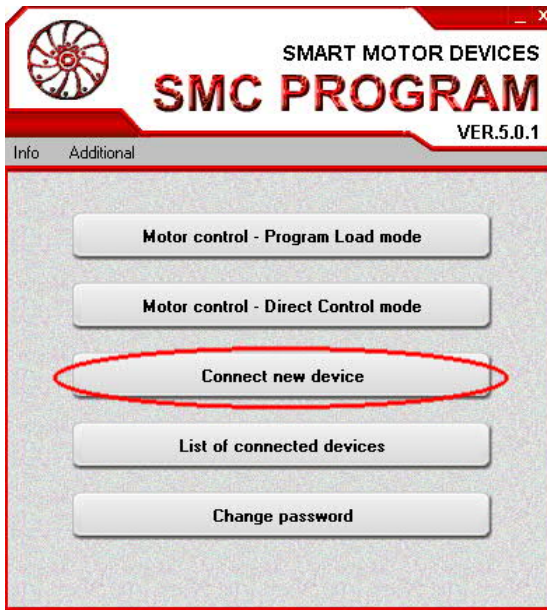 _ X
SMART MOTOR DEVICES
SMC PROGRAM
VER.5.0.1
Info Additional
Motor control - Program Load mode
Motor control - Direct Control mode
Connect new device
List of connected devices
Change password